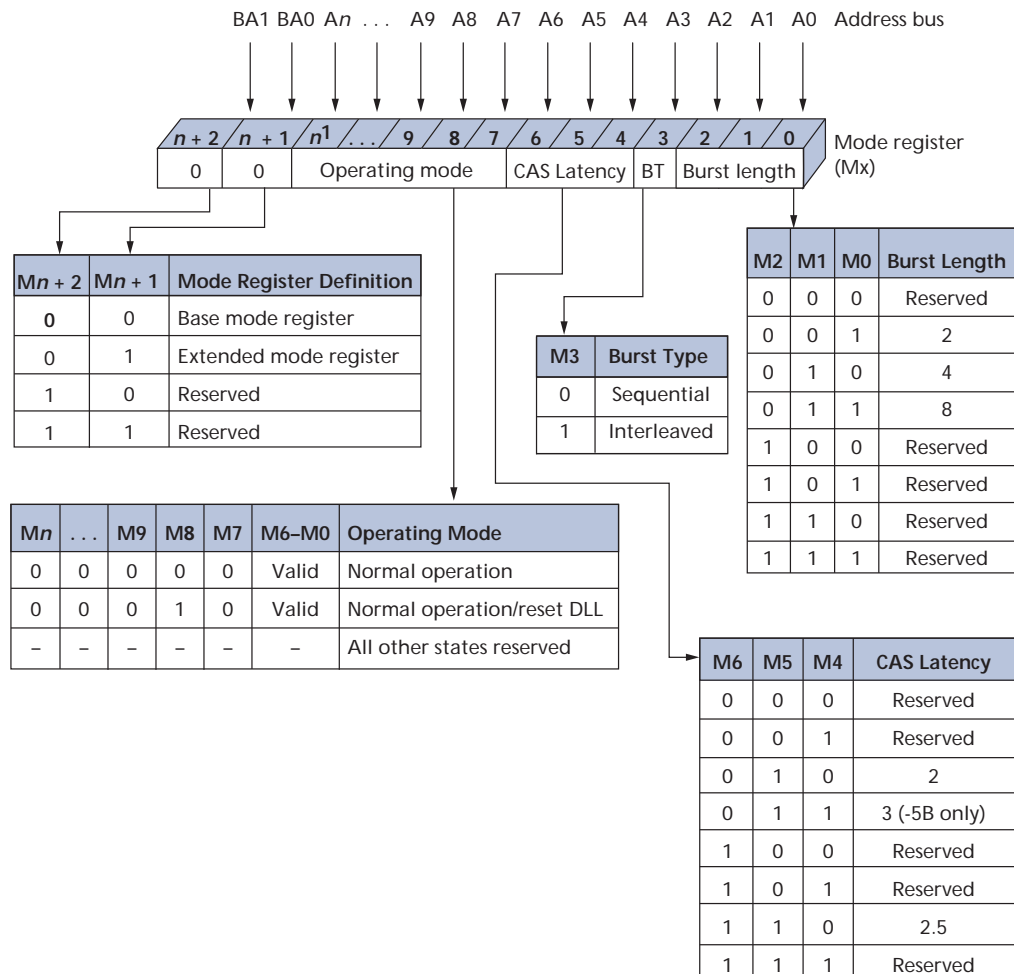 BA1 BA0 An . . . A9 A8 A7 A6 A5 A4 A3 A2 A1 A0 Address bus
n + 2 n + 1 n1 . . . 9 8 7 6 5 4 3 2 1 0 Mode register (Mx)
0 0 Operating mode CAS Latency BT Burst length
Mn + 2 Mn + 1 Mode Register Definition
0 0 Base mode register
0 1 Extended mode register
1 0 Reserved
1 1 Reserved
M3 Burst Type
0 Sequential
1 Interleaved
M2 M1 M0 Burst Length
0 0 0 Reserved
0 0 1 2
0 1 0 4
0 1 1 8
1 0 0 Reserved
1 0 1 Reserved
1 1 0 Reserved
1 1 1 Reserved
Mn . . . M9 M8 M7 M6–M0 Operating Mode
0 0 0 0 0 Valid Normal operation
0 0 0 1 0 Valid Normal operation/reset DLL
– – – – – – All other states reserved
M6 M5 M4 CAS Latency
0 0 0 Reserved
0 0 1 Reserved
0 1 0 2
0 1 1 3 (-5B only)
1 0 0 Reserved
1 0 1 Reserved
1 1 0 2.5
1 1 1 Reserved